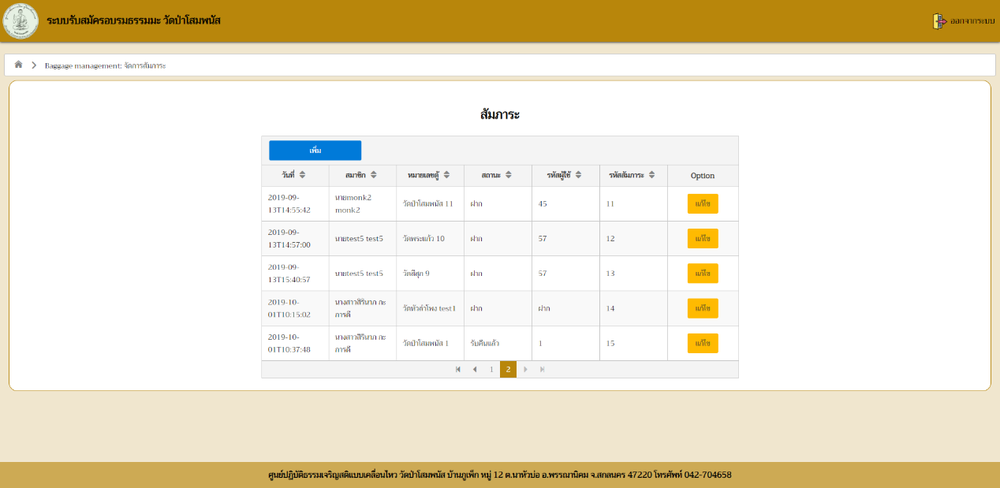 ระบบรับสมัครอบรมธรรมมะ วัดป่าโสมพนัส
ออกจากระบบ
Baggage management: จัดการสัมภาระ
สัมภาระ
เพิ่ม
วันที่ สมาชิก หมายเลขตู้ สถานะ รหัสผู้ใช้ รหัสสัมภาระ Option
2019-09-13T14:55:42 นายmonk2 monk2 วัดป่าโสมพนัส 11 ฝาก 45 11 แก้ไข
2019-09-13T14:57:00 นายtest5 test5 วัดพระแก้ว 10 ฝาก 57 12 แก้ไข
2019-09-13T15:40:57 นายtest5 test5 วัดสีสุก 9 ฝาก 57 13 แก้ไข
2019-10-01T10:15:02 นางสาวสิรินาภ กะการดี วัดหัวลำโพง test1 ฝาก ฝาก 14 แก้ไข
2019-10-01T10:37:48 นางสาวสิรินาภ กะการดี วัดป่าโสมพนัส 1 รับคืนแล้ว 1 15 แก้ไข
1 2
ศูนย์ปฏิบัติธรรมเจริญสติแบบเคลื่อนไหว วัดป่าโสมพนัส บ้านภูเพ็ก หมู่ 12 ต.นาหัวบ่อ อ.พรรณานิคม จ.สกลนคร 47220 โทรศัพท์ 042-704658